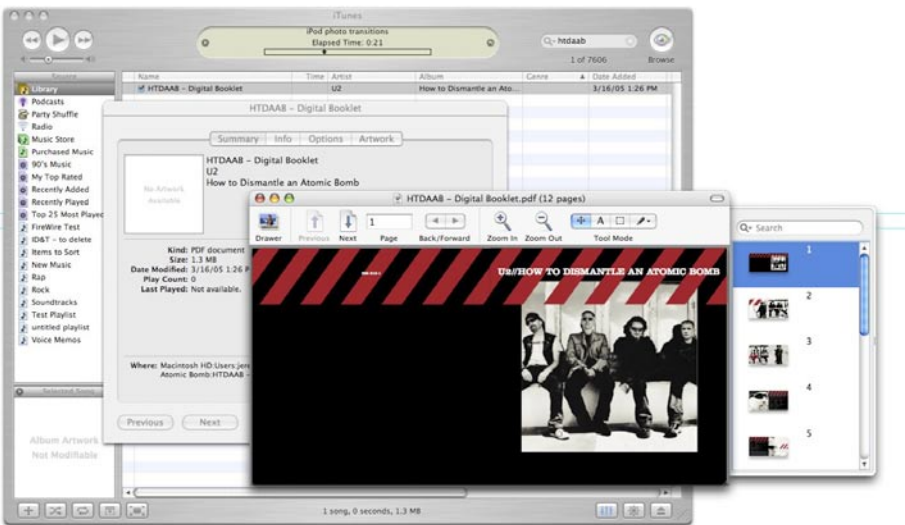 iTunes
iPod photo transitions
Elapsed Time: 0:21
htdaab
1 of 7606
Browse
Source
Name Time Artist Album Genre Date Added
HTDAAB - Digital Booklet U2 How to Dismantle an Ato... 3/16/05 1:26 PM
Library
Podcasts
Party Shuffle
Radio
Music Store
Purchased Music
90's Music
My Top Rated
Recently Added
Recently Played
Top 25 Most Played
FireWire Test
ID&T - to delete
Items to Sort
New Music
Rap
Rock
Soundtracks
Test Playlist
untitled playlist
Voice Memos
Selected Song
Album Artwork
Not Modifiable
HTDAAB - Digital Booklet
Summary Info Options Artwork
No Artwork
Available
HTDAAB - Digital Booklet
U2
How to Dismantle an Atomic Bomb
Kind: PDF document
Size: 1.3 MB
Date Modified: 3/16/05 1:26 P
Play Count: 0
Last Played: Not available.
Where: Macintosh HD:Users:jere
Atomic Bomb:HTDAAB -
Previous Next
HTDAAB - Digital Booklet.pdf (12 pages)
1
Drawer Previous Next Page Back/Forward Zoom In Zoom Out Tool Mode
A
U2//HOW TO DISMANTLE AN ATOMIC BOMB
Search
1
2
3
4
5
1 song, 0 seconds, 1.3 MB